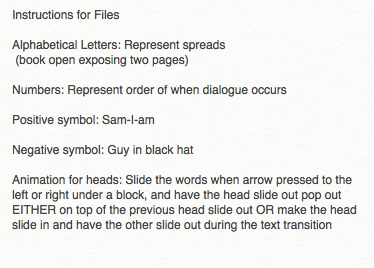 Instructions for Files
Alphabetical Letters: Represent spreads
(book open exposing two pages)
Numbers: Represent order of when dialogue occurs
Positive symbol: Sam-I-am
Negative symbol: Guy in black hat
Animation for heads: Slide the words when arrow pressed to the
left or right under a block, and have the head slide out pop out
EITHER on top of the previous head slide out OR make the head
slide in and have the other slide out during the text transition